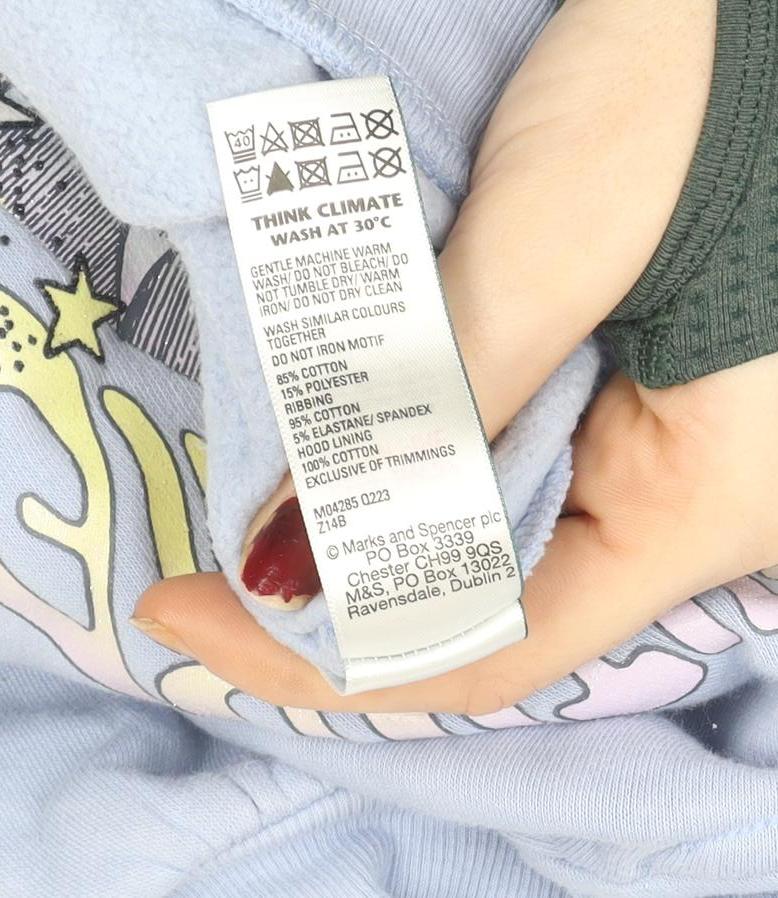 40
THINK CLIMATE
WASH AT 30°C
GENTLE MACHINE WARM
WASH/ DO NOT BLEACH/ DO
NOT TUMBLE DRY/ WARM
IRON/ DO NOT DRY CLEAN
WASH SIMILAR COLOURS
TOGETHER
DO NOT IRON MOTIF
85% COTTON
15% POLYESTER
RIBBING
95% COTTON
5% ELASTANE/ SPANDEX
HOOD LINING
100% COTTON
EXCLUSIVE OF TRIMMINGS
M04285 Q223
Z14B
© Marks and Spencer plc
PO Box 3339
Chester CH99 9QS
M&S, PO Box 13022
Ravensdale, Dublin 2